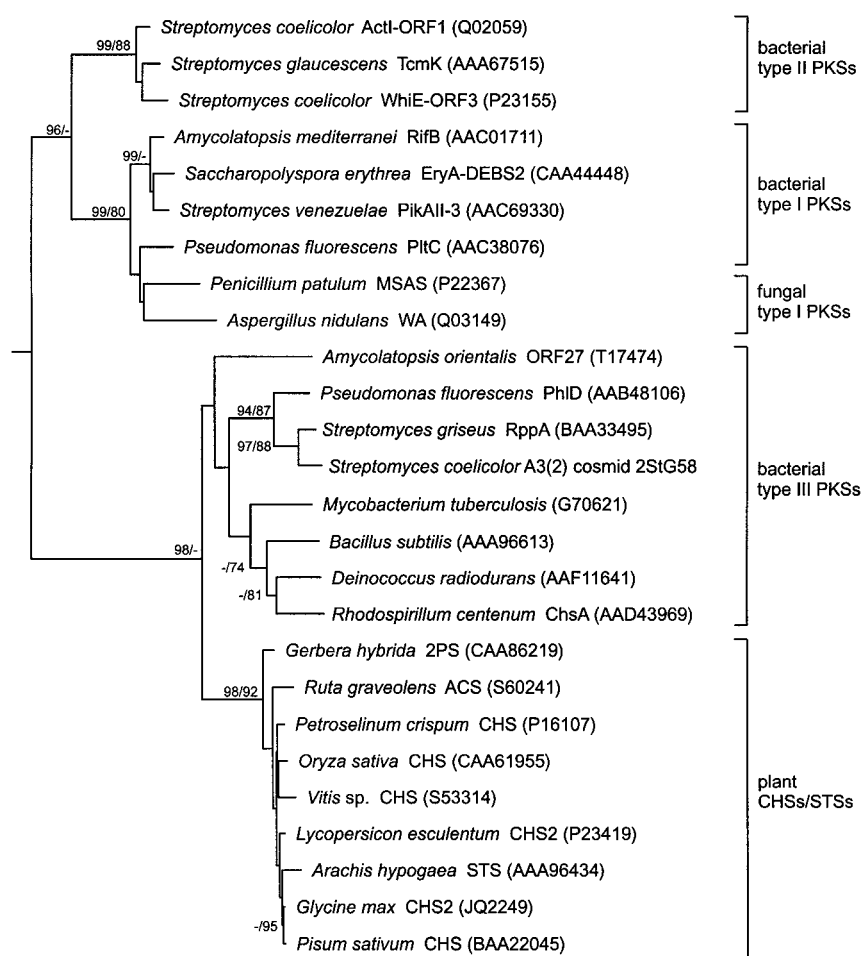 Streptomyces coelicolor ActI-ORF1 (Q02059)
99/88
Streptomyces glaucescens TcmK (AAA67515)
bacterial
type II PKSs
Streptomyces coelicolor WhiE-ORF3 (P23155)
96/-
Amycolatopsis mediterranei RifB (AAC01711)
99/-
Saccharopolyspora erythrea EryA-DEBS2 (CAA44448)
bacterial
type I PKSs
99/80
Streptomyces venezuelae PikAII-3 (AAC69330)
Pseudomonas fluorescens PltC (AAC38076)
Penicillium patulum MSAS (P22367)
fungal
type I PKSs
Aspergillus nidulans WA (Q03149)
Amycolatopsis orientalis ORF27 (T17474)
Pseudomonas fluorescens PhlD (AAB48106)
94/87
Streptomyces griseus RppA (BAA33495)
97/88
Streptomyces coelicolor A3(2) cosmid 2StG58
bacterial
type III PKSs
Mycobacterium tuberculosis (G70621)
98/-
Bacillus subtilis (AAA96613)
-/74
Deinococcus radiodurans (AAF11641)
-/81
Rhodospirillum centenum ChsA (AAD43969)
Gerbera hybrida 2PS (CAA86219)
98/92
Ruta graveolens ACS (S60241)
Petroselinum crispum CHS (P16107)
Oryza sativa CHS (CAA61955)
plant
CHSs/STSs
Vitis sp. CHS (S53314)
Lycopersicon esculentum CHS2 (P23419)
Arachis hypogaea STS (AAA96434)
Glycine max CHS2 (JQ2249)
-/95
Pisum sativum CHS (BAA22045)